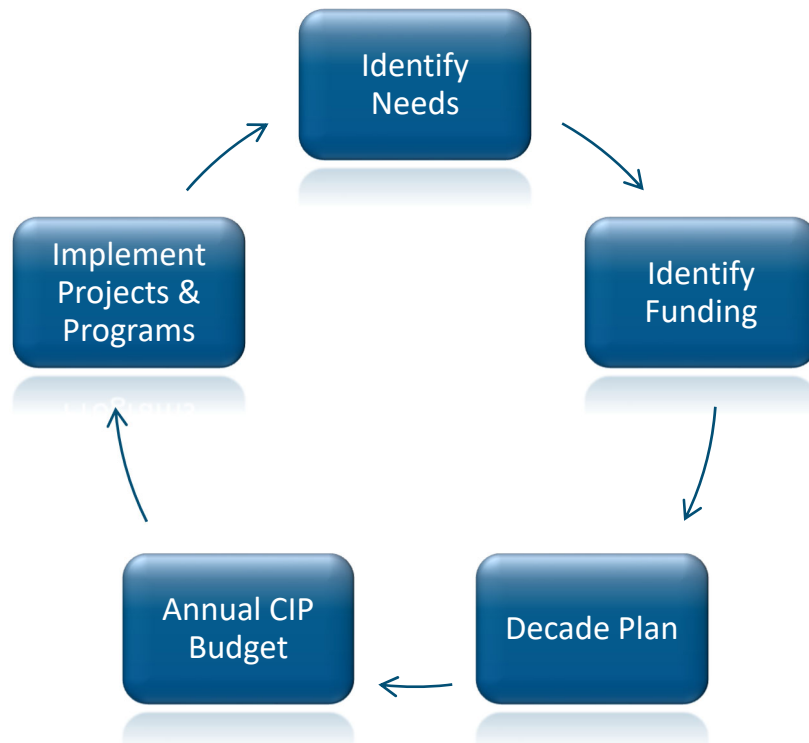 Identify
Needs
Identify
Funding
Decade Plan
Annual CIP
Budget
Implement
Projects &
Programs